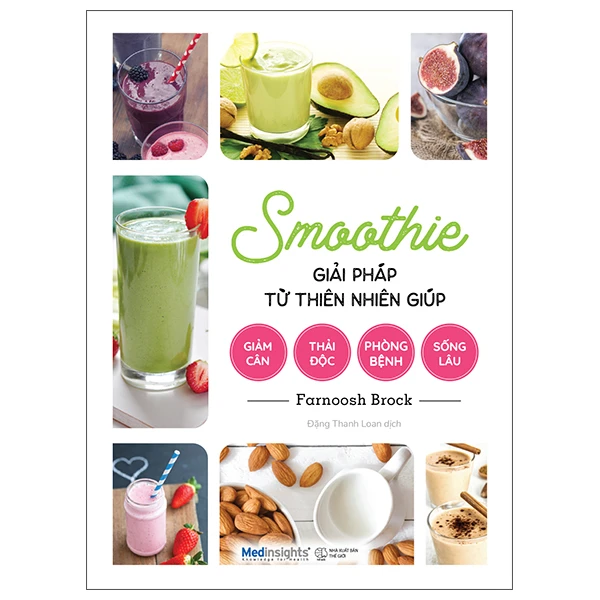 Smoothie
GIẢI PHÁP
TỪ THIÊN NHIÊN GIÚP
GIẢM
CÂN
THẢI
ĐỘC
PHÒNG
BỆNH
SỐNG
LÂU
Farnoosh Brock
Đặng Thanh Loan dịch
Medinsights
Knowledge for Health
NHÀ XUẤT BẢN
THẾ GIỚI